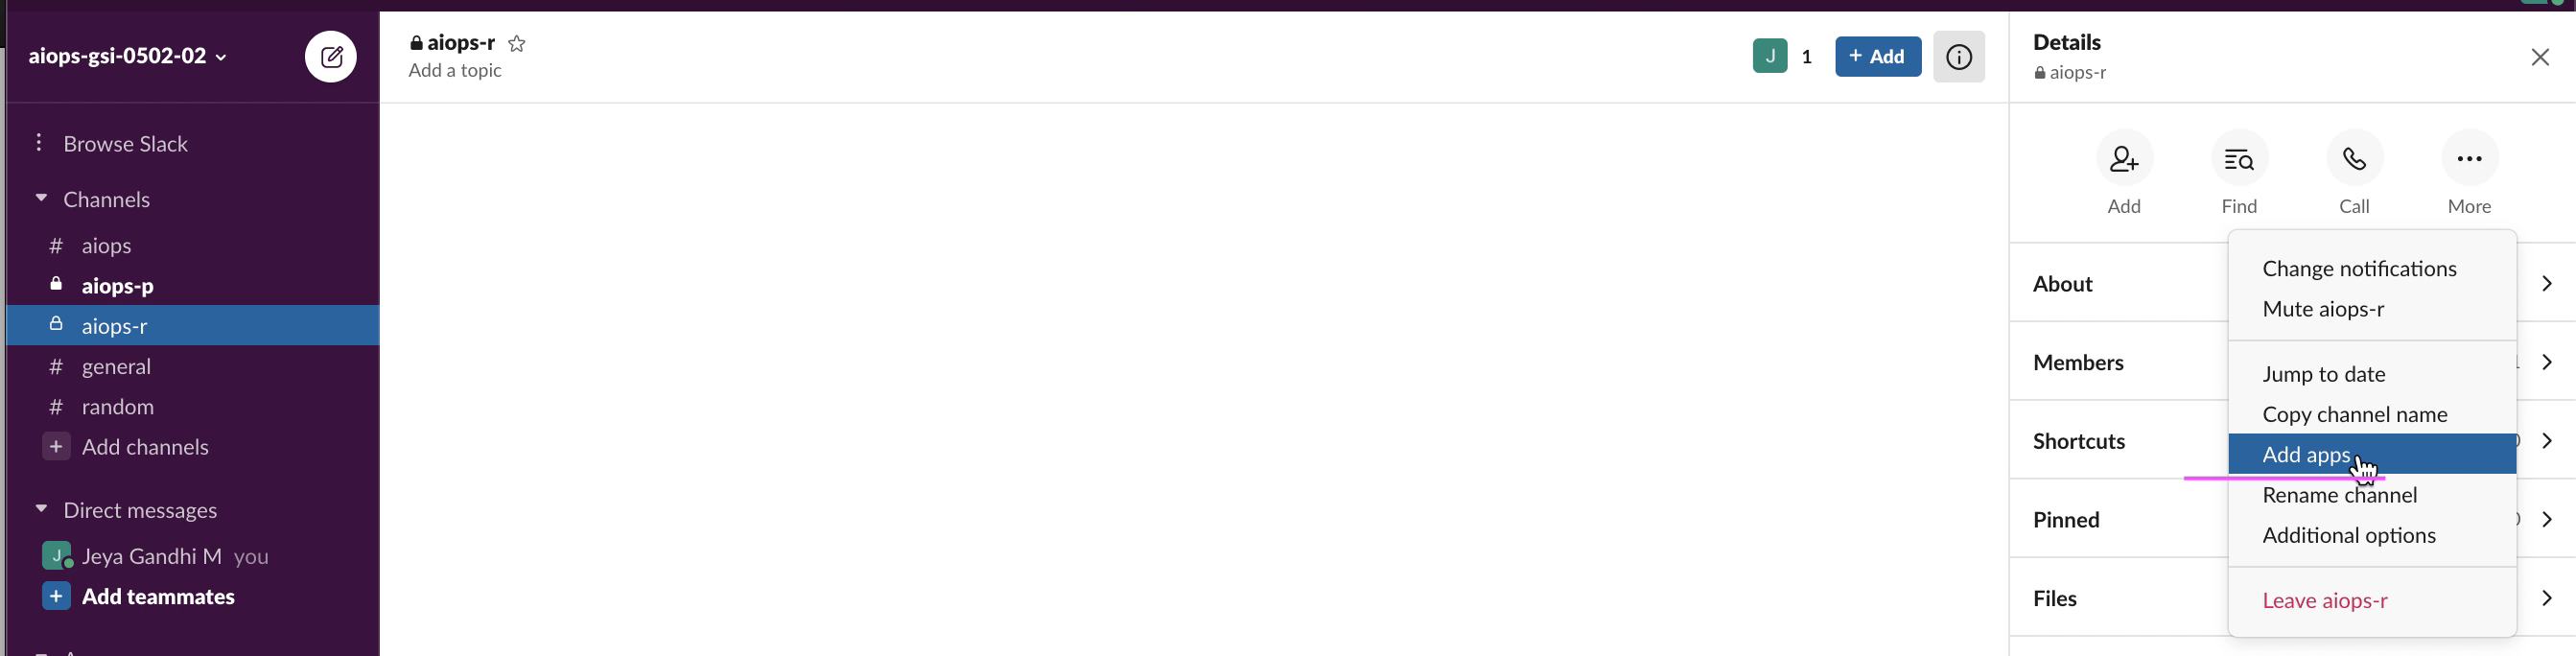 aiops-gsi-0502-02
Browse Slack
Channels
# aiops
aiops-p
aiops-r
# general
# random
+ Add channels
Direct messages
J Jeya Gandhi M you
+ Add teammates
aiops-r
Add a topic
J 1 + Add
Details
aiops-r
Add Find Call More
About
Members
Shortcuts
Pinned
Files
Change notifications
Mute aiops-r
Jump to date
Copy channel name
Add apps
Rename channel
Additional options
Leave aiops-r